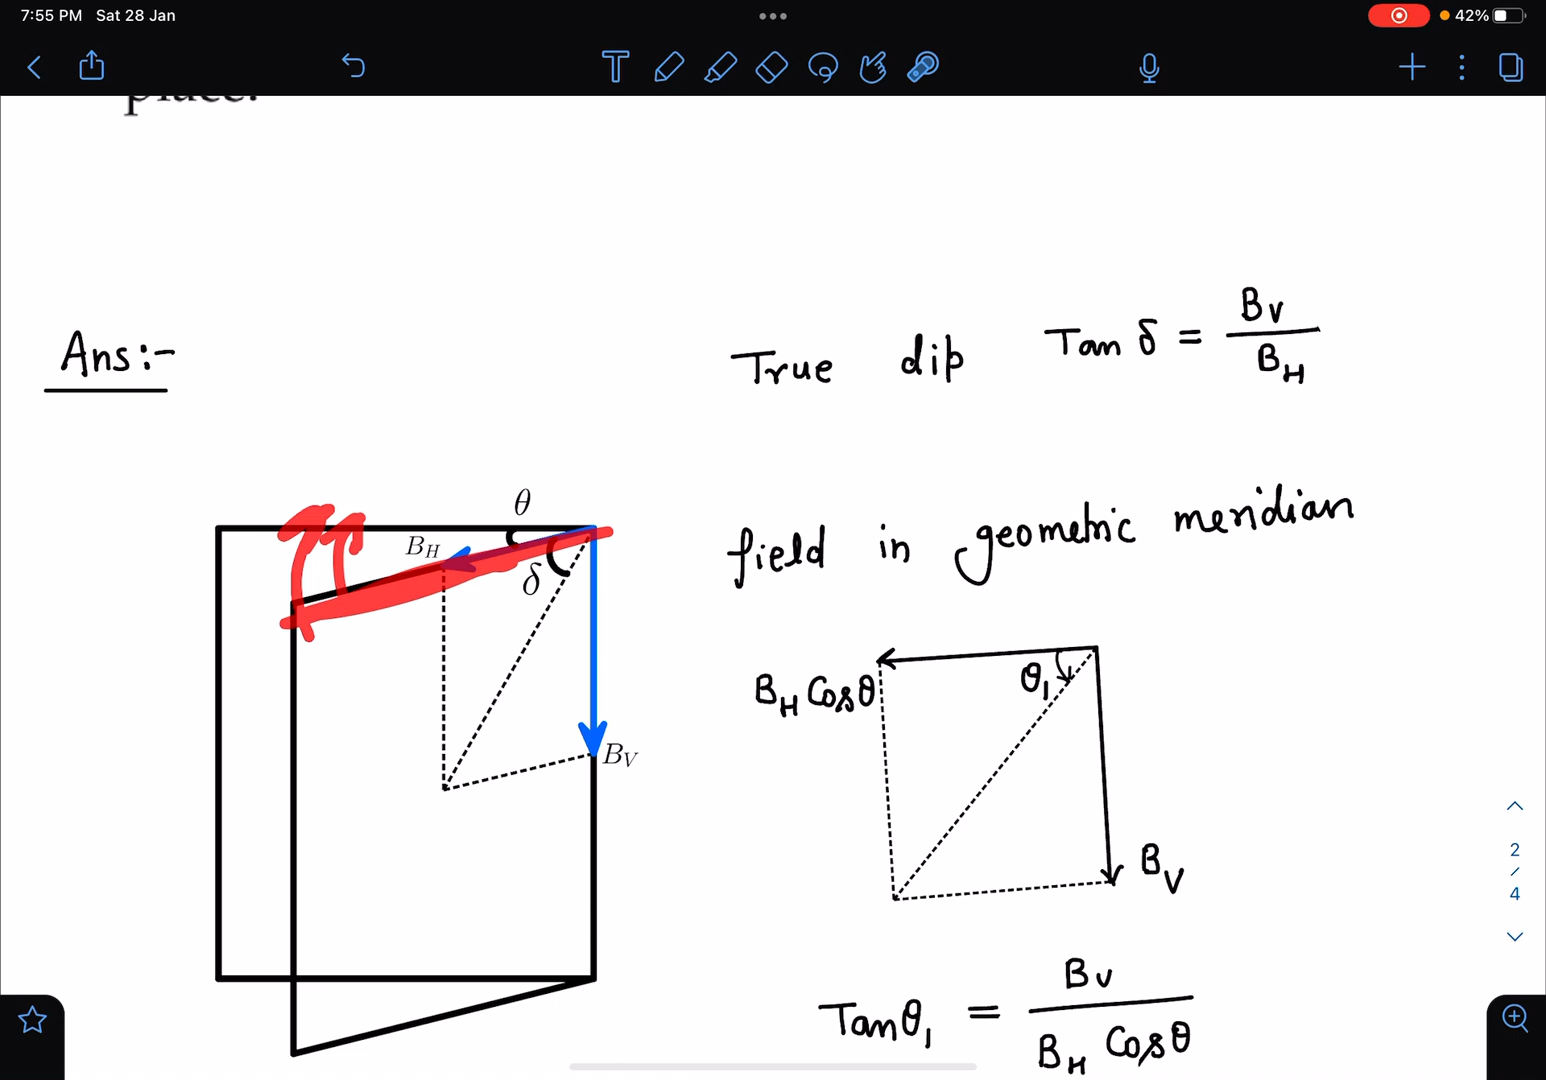 7:55 PM Sat 28 Jan
42%
place.
Ans:-
True dip Tan δ = Bv / BH
θ
BH
δ
BV
field in geometric meridian
BH Cosθ
θ1
BV
2
/
4
Tanθ1 = Bv / BH Cosθ